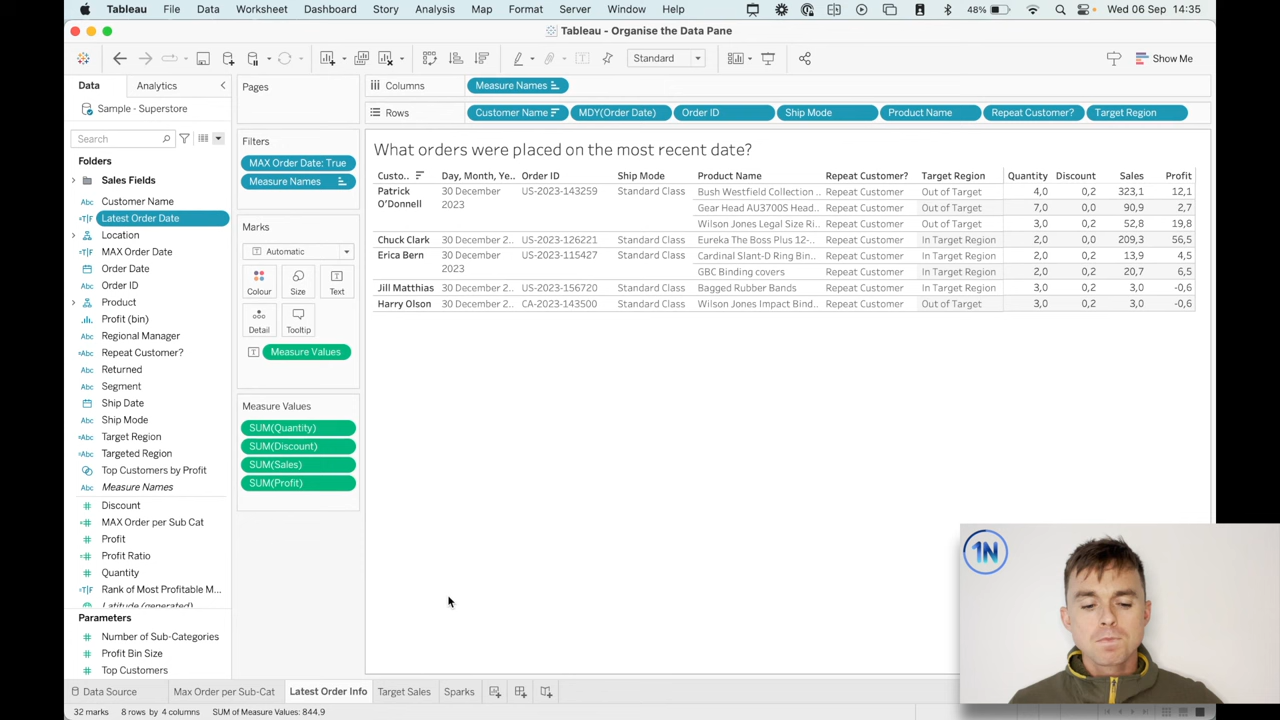 Tableau File Data Worksheet Dashboard Story Analysis Map Format Server Window Help 48% Wed 06 Sep 14:35
Tableau - Organise the Data Pane
Standard Show Me
Data Analytics
Sample - Superstore
Search
Folders
Sales Fields
Abc Customer Name
=T|F Latest Order Date
Location
=T|F MAX Order Date
Order Date
Abc Order ID
Product
Profit (bin)
Abc Regional Manager
=Abc Repeat Customer?
Abc Returned
Abc Segment
Ship Date
Abc Ship Mode
=Abc Target Region
=Abc Targeted Region
Top Customers by Profit
Abc Measure Names
# Discount
=# MAX Order per Sub Cat
# Profit
=# Profit Ratio
# Quantity
=T|F Rank of Most Profitable M...
Latitude (generated)
Parameters
# Number of Sub-Categories
# Profit Bin Size
# Top Customers
Pages
Filters
MAX Order Date: True
Measure Names
Marks
T Automatic
Colour Size Text
Detail Tooltip
T Measure Values
Measure Values
SUM(Quantity)
SUM(Discount)
SUM(Sales)
SUM(Profit)
Columns Measure Names
Rows Customer Name MDY(Order Date) Order ID Ship Mode Product Name Repeat Customer? Target Region
What orders were placed on the most recent date?
Custo.. Day, Month, Ye.. Order ID Ship Mode Product Name Repeat Customer? Target Region Quantity Discount Sales Profit
Patrick 30 December US-2023-143259 Standard Class Bush Westfield Collection .. Repeat Customer Out of Target 4,0 0,2 323,1 12,1
O'Donnell 2023 Gear Head AU3700S Head.. Repeat Customer Out of Target 7,0 0,0 90,9 2,7
Wilson Jones Legal Size Ri.. Repeat Customer Out of Target 3,0 0,2 52,8 19,8
Chuck Clark 30 December 2.. US-2023-126221 Standard Class Eureka The Boss Plus 12-.. Repeat Customer In Target Region 2,0 0,0 209,3 56,5
Erica Bern 30 December US-2023-115427 Standard Class Cardinal Slant-D Ring Bin.. Repeat Customer In Target Region 2,0 0,2 13,9 4,5
2023 GBC Binding covers Repeat Customer In Target Region 2,0 0,2 20,7 6,5
Jill Matthias 30 December 2.. US-2023-156720 Standard Class Bagged Rubber Bands Repeat Customer In Target Region 3,0 0,2 3,0 -0,6
Harry Olson 30 December 2.. CA-2023-143500 Standard Class Wilson Jones Impact Bind.. Repeat Customer Out of Target 3,0 0,2 3,0 -0,6
1N
Data Source Max Order per Sub-Cat Latest Order Info Target Sales Sparks
32 marks 8 rows by 4 columns SUM of Measure Values: 844,9